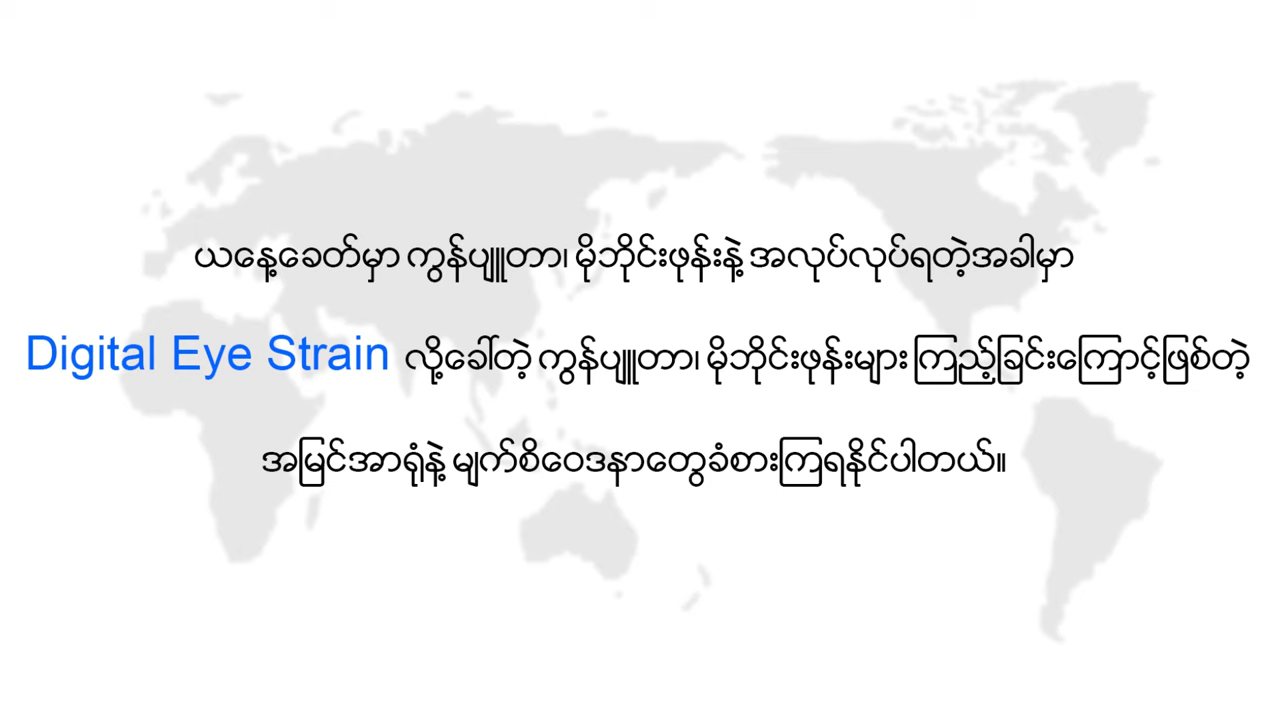 ယနေ့ခေတ်မှာ ကွန်ပျူတာ၊ မိုဘိုင်းဖုန်းနဲ့ အလုပ်လုပ်ရတဲ့အခါမှာ
Digital Eye Strain လို့ခေါ်တဲ့ ကွန်ပျူတာ၊ မိုဘိုင်းဖုန်းများ ကြည့်ခြင်းကြောင့်ဖြစ်တဲ့
အမြင်အာရုံနဲ့ မျက်စိဝေဒနာတွေခံစားကြရနိုင်ပါတယ်။